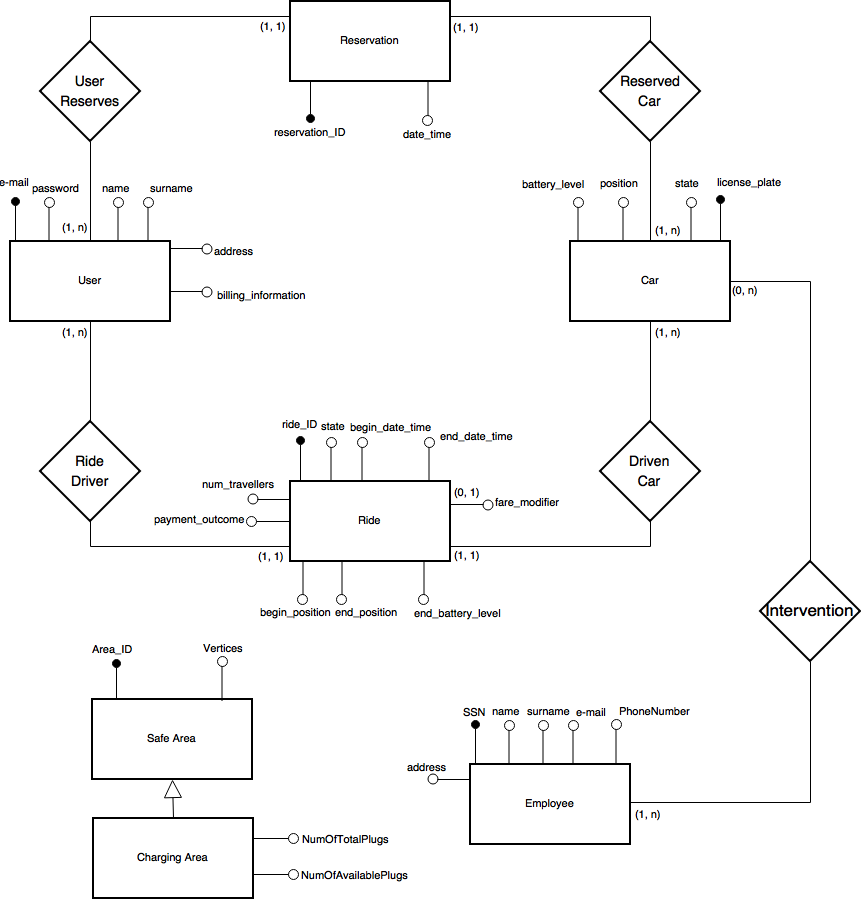 (1, 1)
Reservation
(1, 1)
User
Reserves
Reserved
Car
reservation_ID
date_time
e-mail
password
name
surname
battery_level
position
state
license_plate
(1, n)
(1, n)
address
User
Car
billing_information
(0, n)
(1, n)
(1, n)
ride_ID
state
begin_date_time
end_date_time
Ride
Driver
Driven
Car
num_travellers
(0, 1)
fare_modifier
payment_outcome
Ride
(1, 1)
(1, 1)
begin_position
end_position
end_battery_level
Intervention
Area_ID
Vertices
SSN
name
surname
e-mail
PhoneNumber
Safe Area
address
Employee
(1, n)
NumOfTotalPlugs
Charging Area
NumOfAvailablePlugs